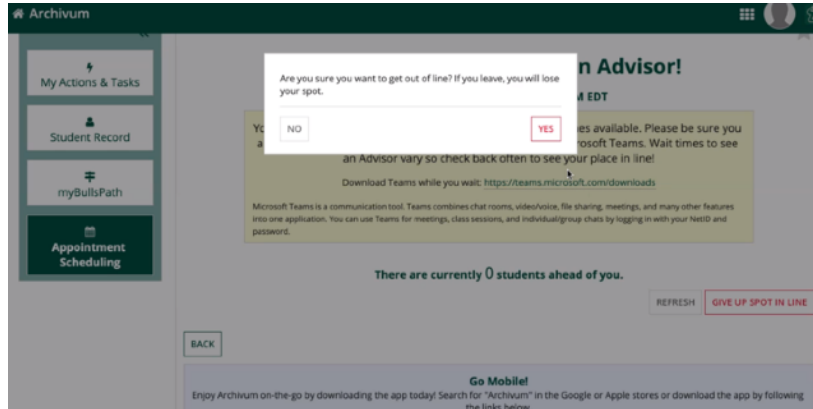 Archivum
My Actions & Tasks
Student Record
myBullsPath
Appointment
Scheduling
Are you sure you want to get out of line? If you leave, you will lose
your spot.
NO
YES
n Advisor!
M EDT
es available. Please be sure you
rosoft Teams. Wait times to see
an Advisor vary so check back often to see your place in line!
Download Teams while you wait: https://teams.microsoft.com/downloads
Microsoft Teams is a communication tool. Teams combines chat rooms, video/voice, file sharing, meetings, and many other features
into one application. You can use Teams for meetings, class sessions, and individual/group chats by logging in with your NetID and
password.
There are currently 0 students ahead of you.
REFRESH
GIVE UP SPOT IN LINE
BACK
Go Mobile!
Enjoy Archivum on-the-go by downloading the app today! Search for "Archivum" in the Google or Apple stores or download the app by following
the links below